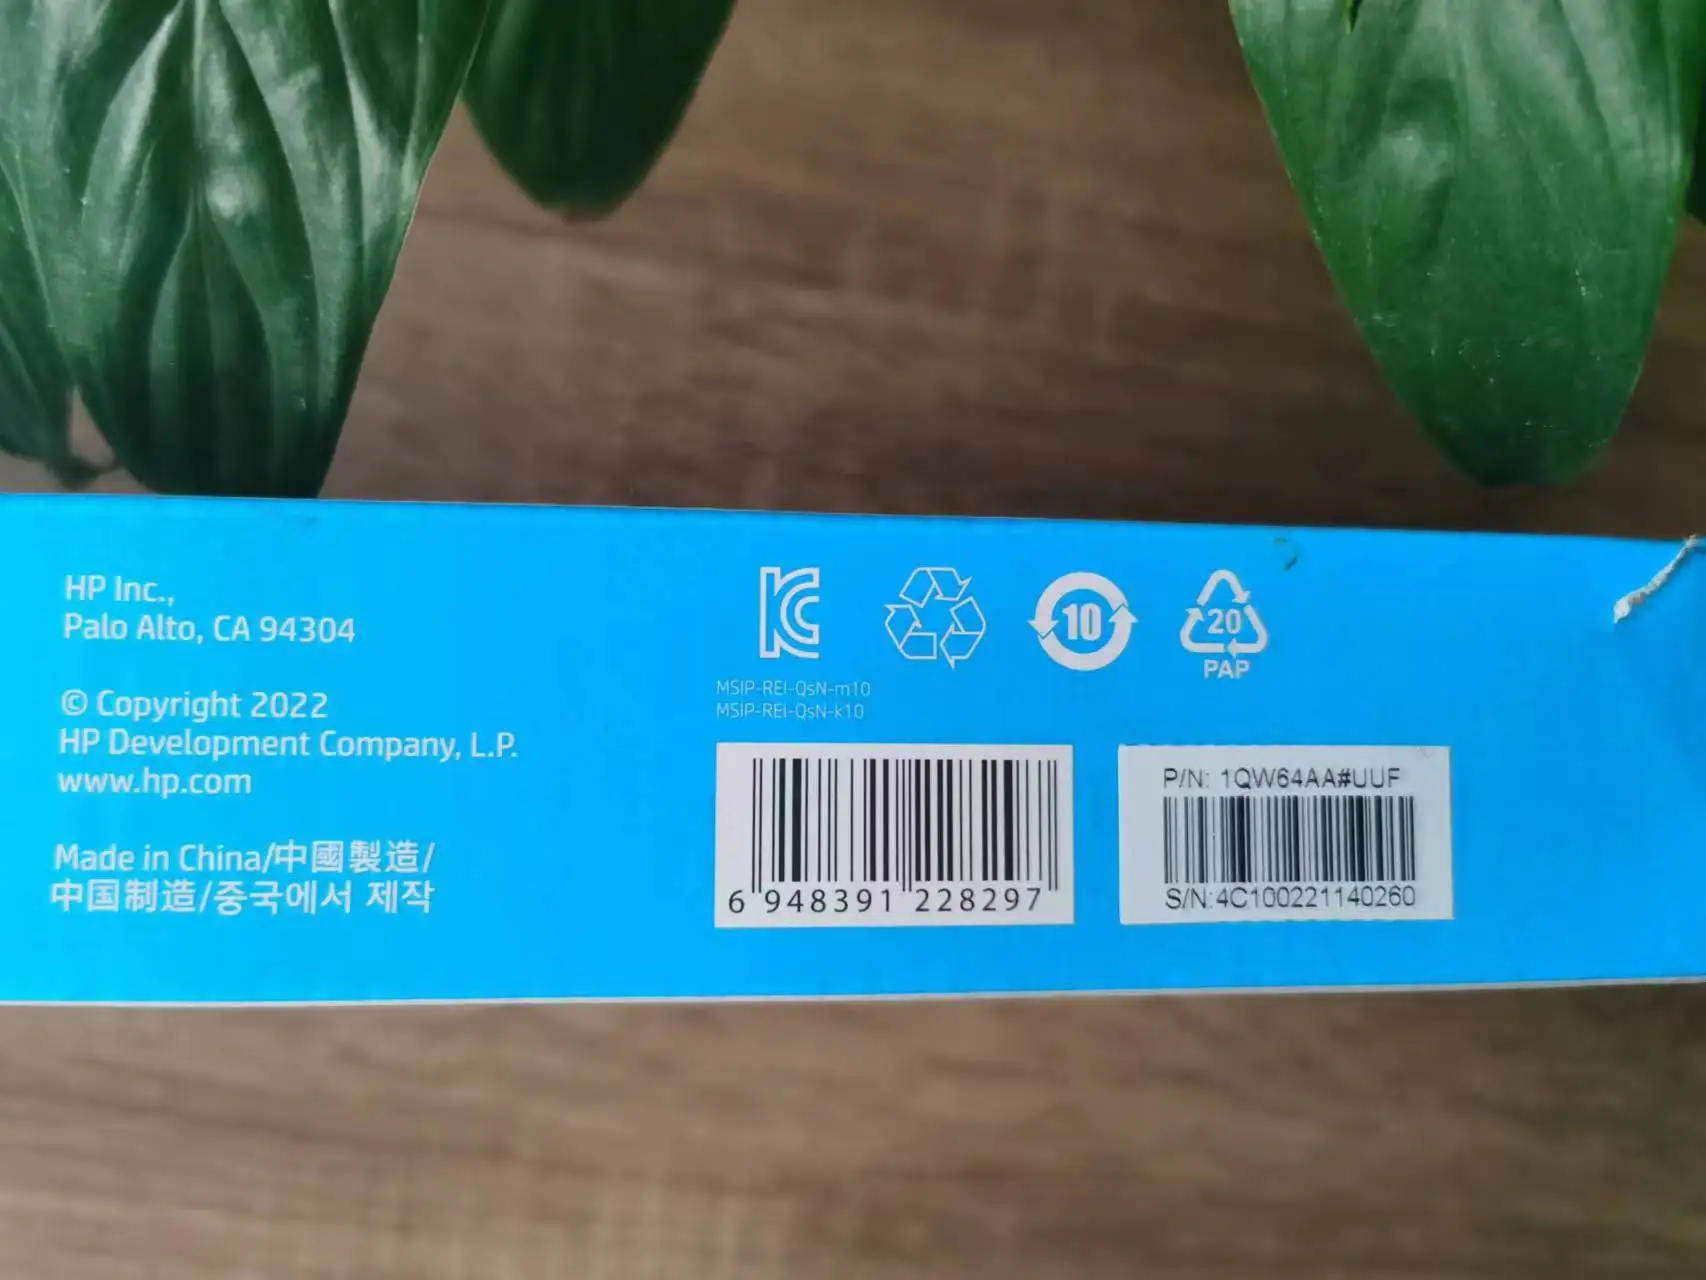 HP Inc.,
Palo Alto, CA 94304
© Copyright 2022
HP Development Company, L.P.
www.hp.com
Made in China/中國製造/
中国制造/중국에서 제작
KC
10
20
PAP
MSIP-REI-QsN-m10
MSIP-REI-QsN-k10
6 948391 228297
P/N: 1QW64AA#UUF
S/N:4C100221140260